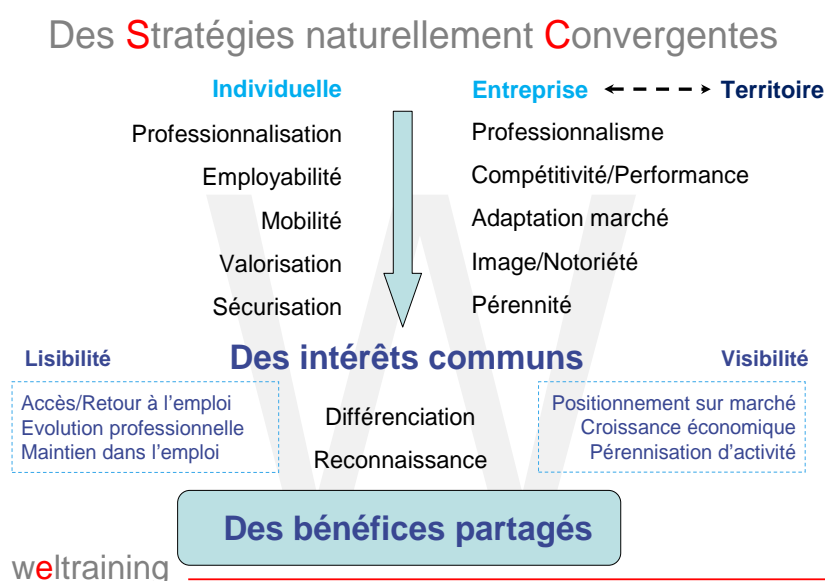 Des Stratégies naturellement Convergentes
Individuelle
Professionnalisation
Employabilité
Mobilité
Valorisation
Sécurisation
Entreprise Territoire
Professionnalisme
Compétitivité/Performance
Adaptation marché
Image/Notoriété
Pérennité
Lisibilité
Des intérêts communs
Visibilité
Accès/Retour à l’emploi
Evolution professionnelle
Maintien dans l’emploi
Différenciation
Reconnaissance
Positionnement sur marché
Croissance économique
Pérennisation d’activité
Des bénéfices partagés
weltraining
W